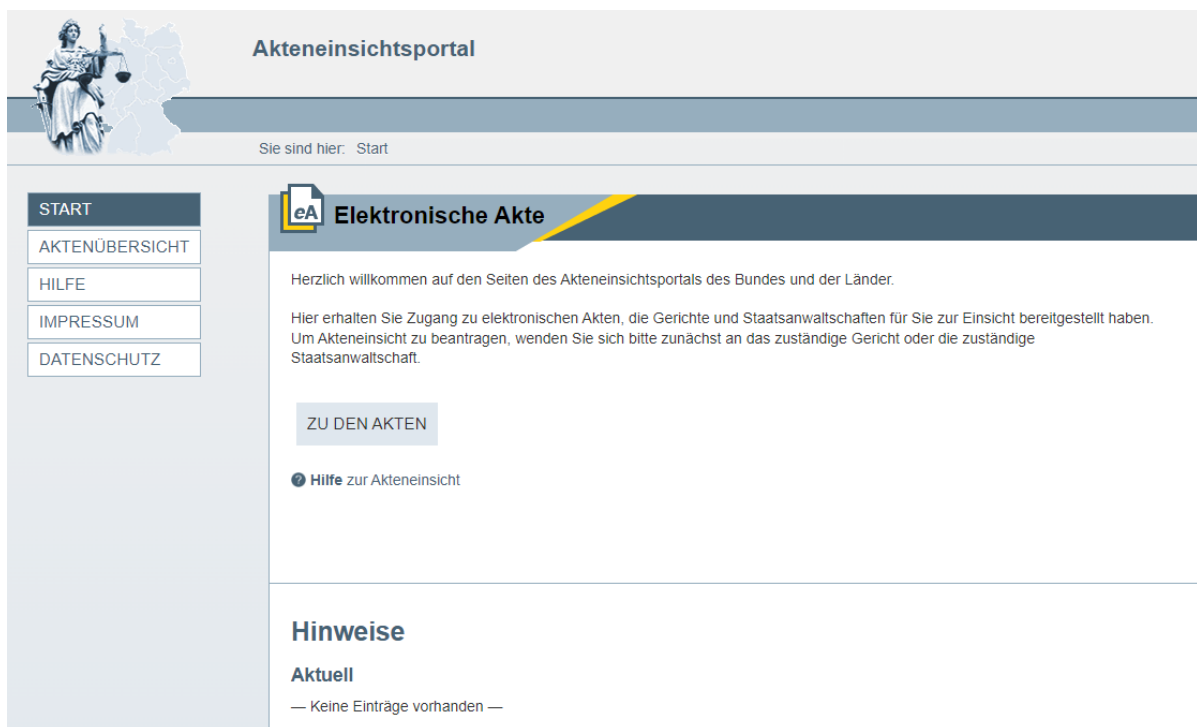 Akteneinsichtsportal
Sie sind hier: Start
START
AKTENÜBERSICHT
HILFE
IMPRESSUM
DATENSCHUTZ
eA Elektronische Akte
Herzlich willkommen auf den Seiten des Akteneinsichtsportals des Bundes und der Länder.
Hier erhalten Sie Zugang zu elektronischen Akten, die Gerichte und Staatsanwaltschaften für Sie zur Einsicht bereitgestellt haben.
Um Akteneinsicht zu beantragen, wenden Sie sich bitte zunächst an das zuständige Gericht oder die zuständige
Staatsanwaltschaft.
ZU DEN AKTEN
? Hilfe zur Akteneinsicht
Hinweise
Aktuell
— Keine Einträge vorhanden —